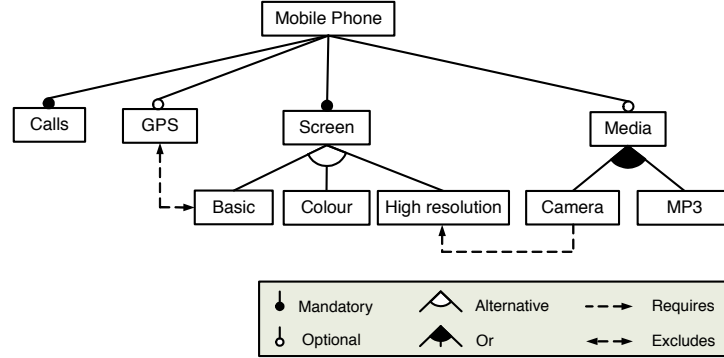 Mobile Phone
Calls
GPS
Screen
Media
Basic
Colour
High resolution
Camera
MP3
Mandatory
Alternative
Requires
Optional
Or
Excludes